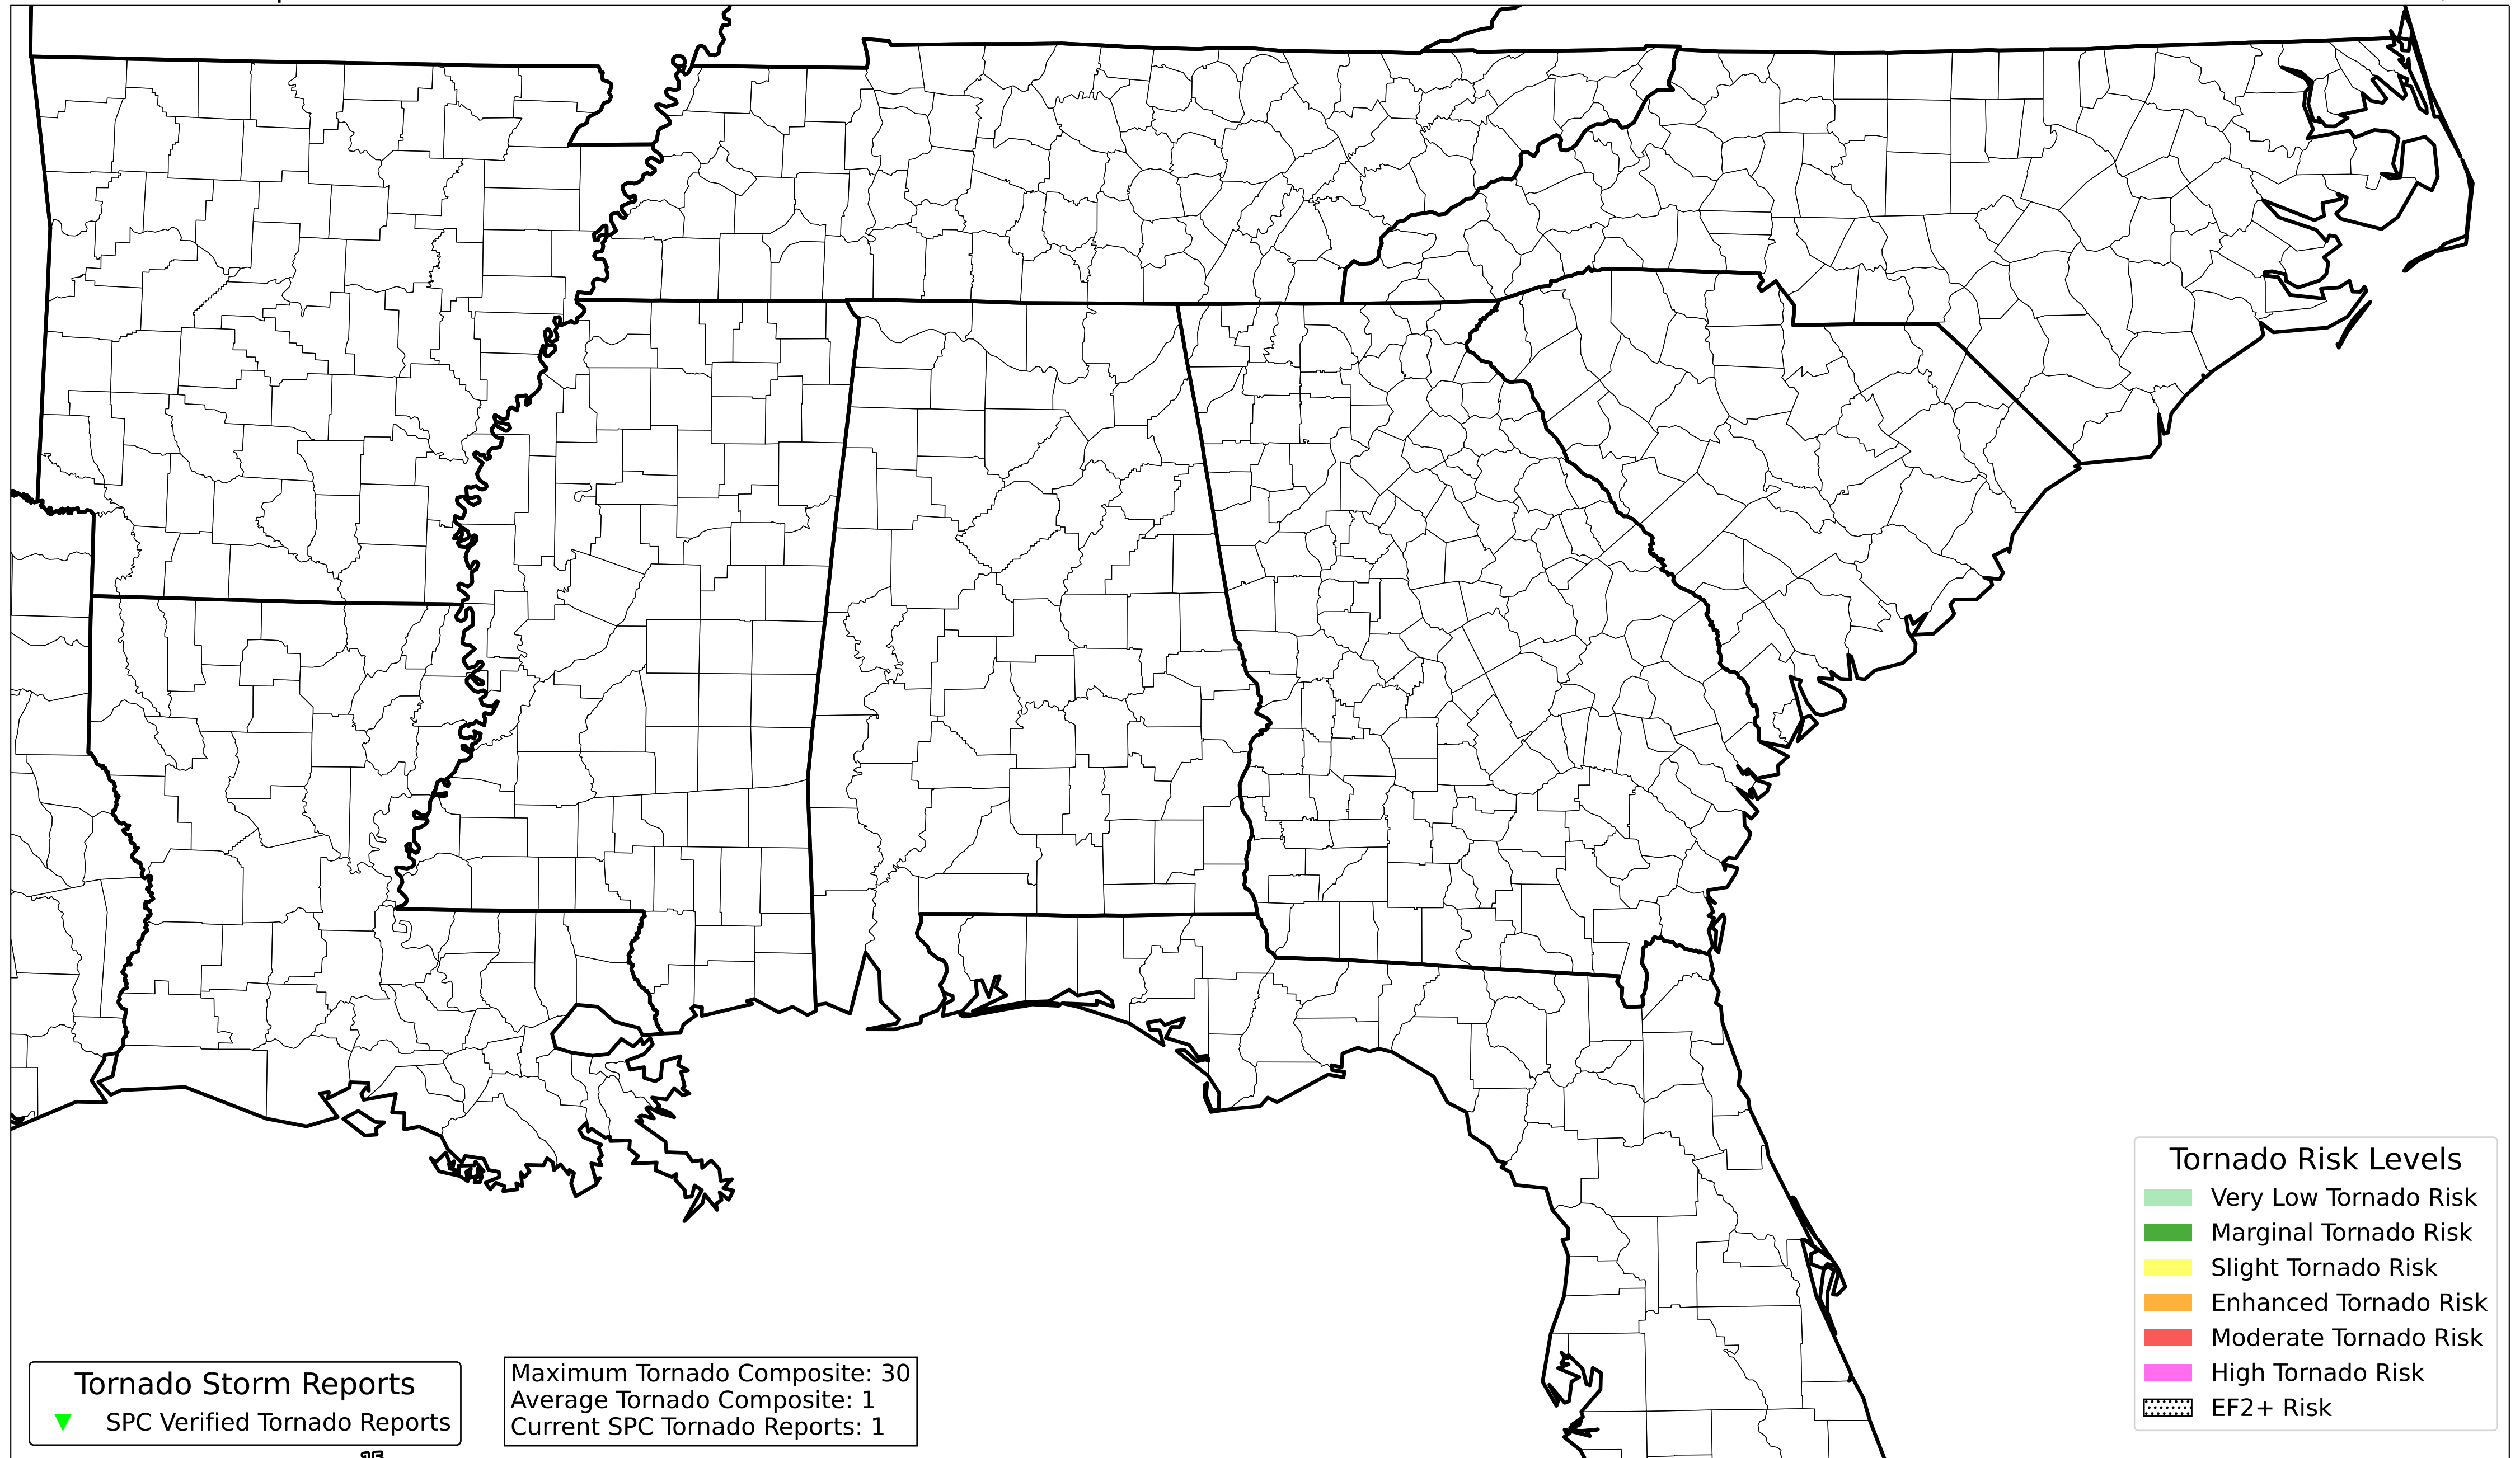 Tornado Risk Levels
Very Low Tornado Risk
Marginal Tornado Risk
Slight Tornado Risk
Enhanced Tornado Risk
Moderate Tornado Risk
High Tornado Risk
EF2+ Risk
Tornado Storm Reports
SPC Verified Tornado Reports
Maximum Tornado Composite: 30
Average Tornado Composite: 1
Current SPC Tornado Reports: 1